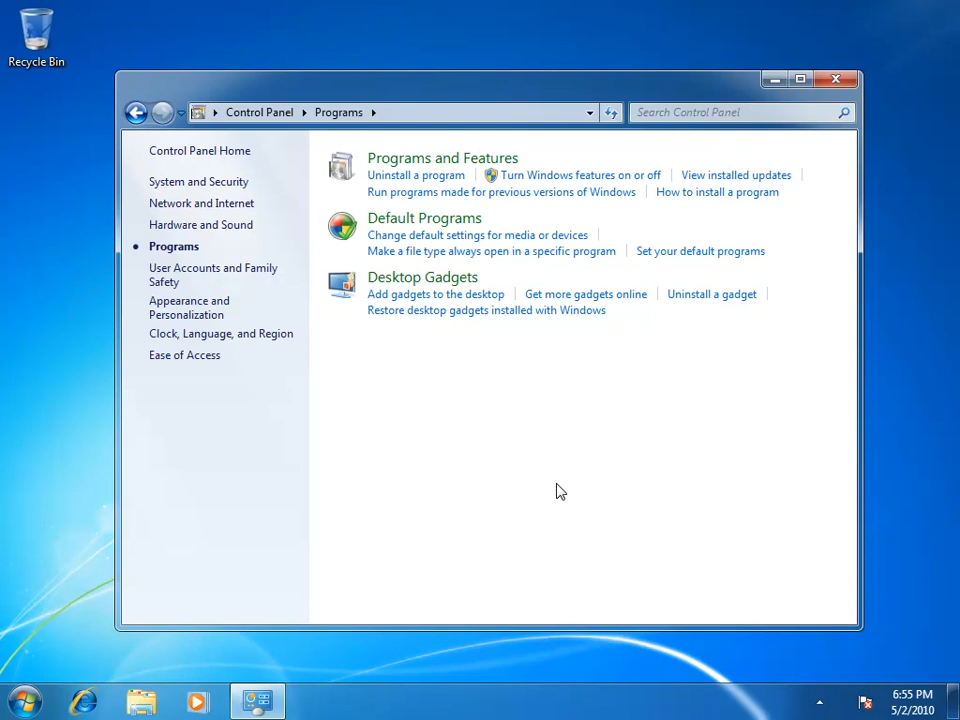 Recycle Bin
Control Panel
Programs
Search Control Panel
Control Panel Home
System and Security
Network and Internet
Hardware and Sound
Programs
User Accounts and Family
Safety
Appearance and
Personalization
Clock, Language, and Region
Ease of Access
Programs and Features
Uninstall a program Turn Windows features on or off View installed updates
Run programs made for previous versions of Windows How to install a program
Default Programs
Change default settings for media or devices
Make a file type always open in a specific program Set your default programs
Desktop Gadgets
Add gadgets to the desktop Get more gadgets online Uninstall a gadget
Restore desktop gadgets installed with Windows
6:55 PM
5/2/2010